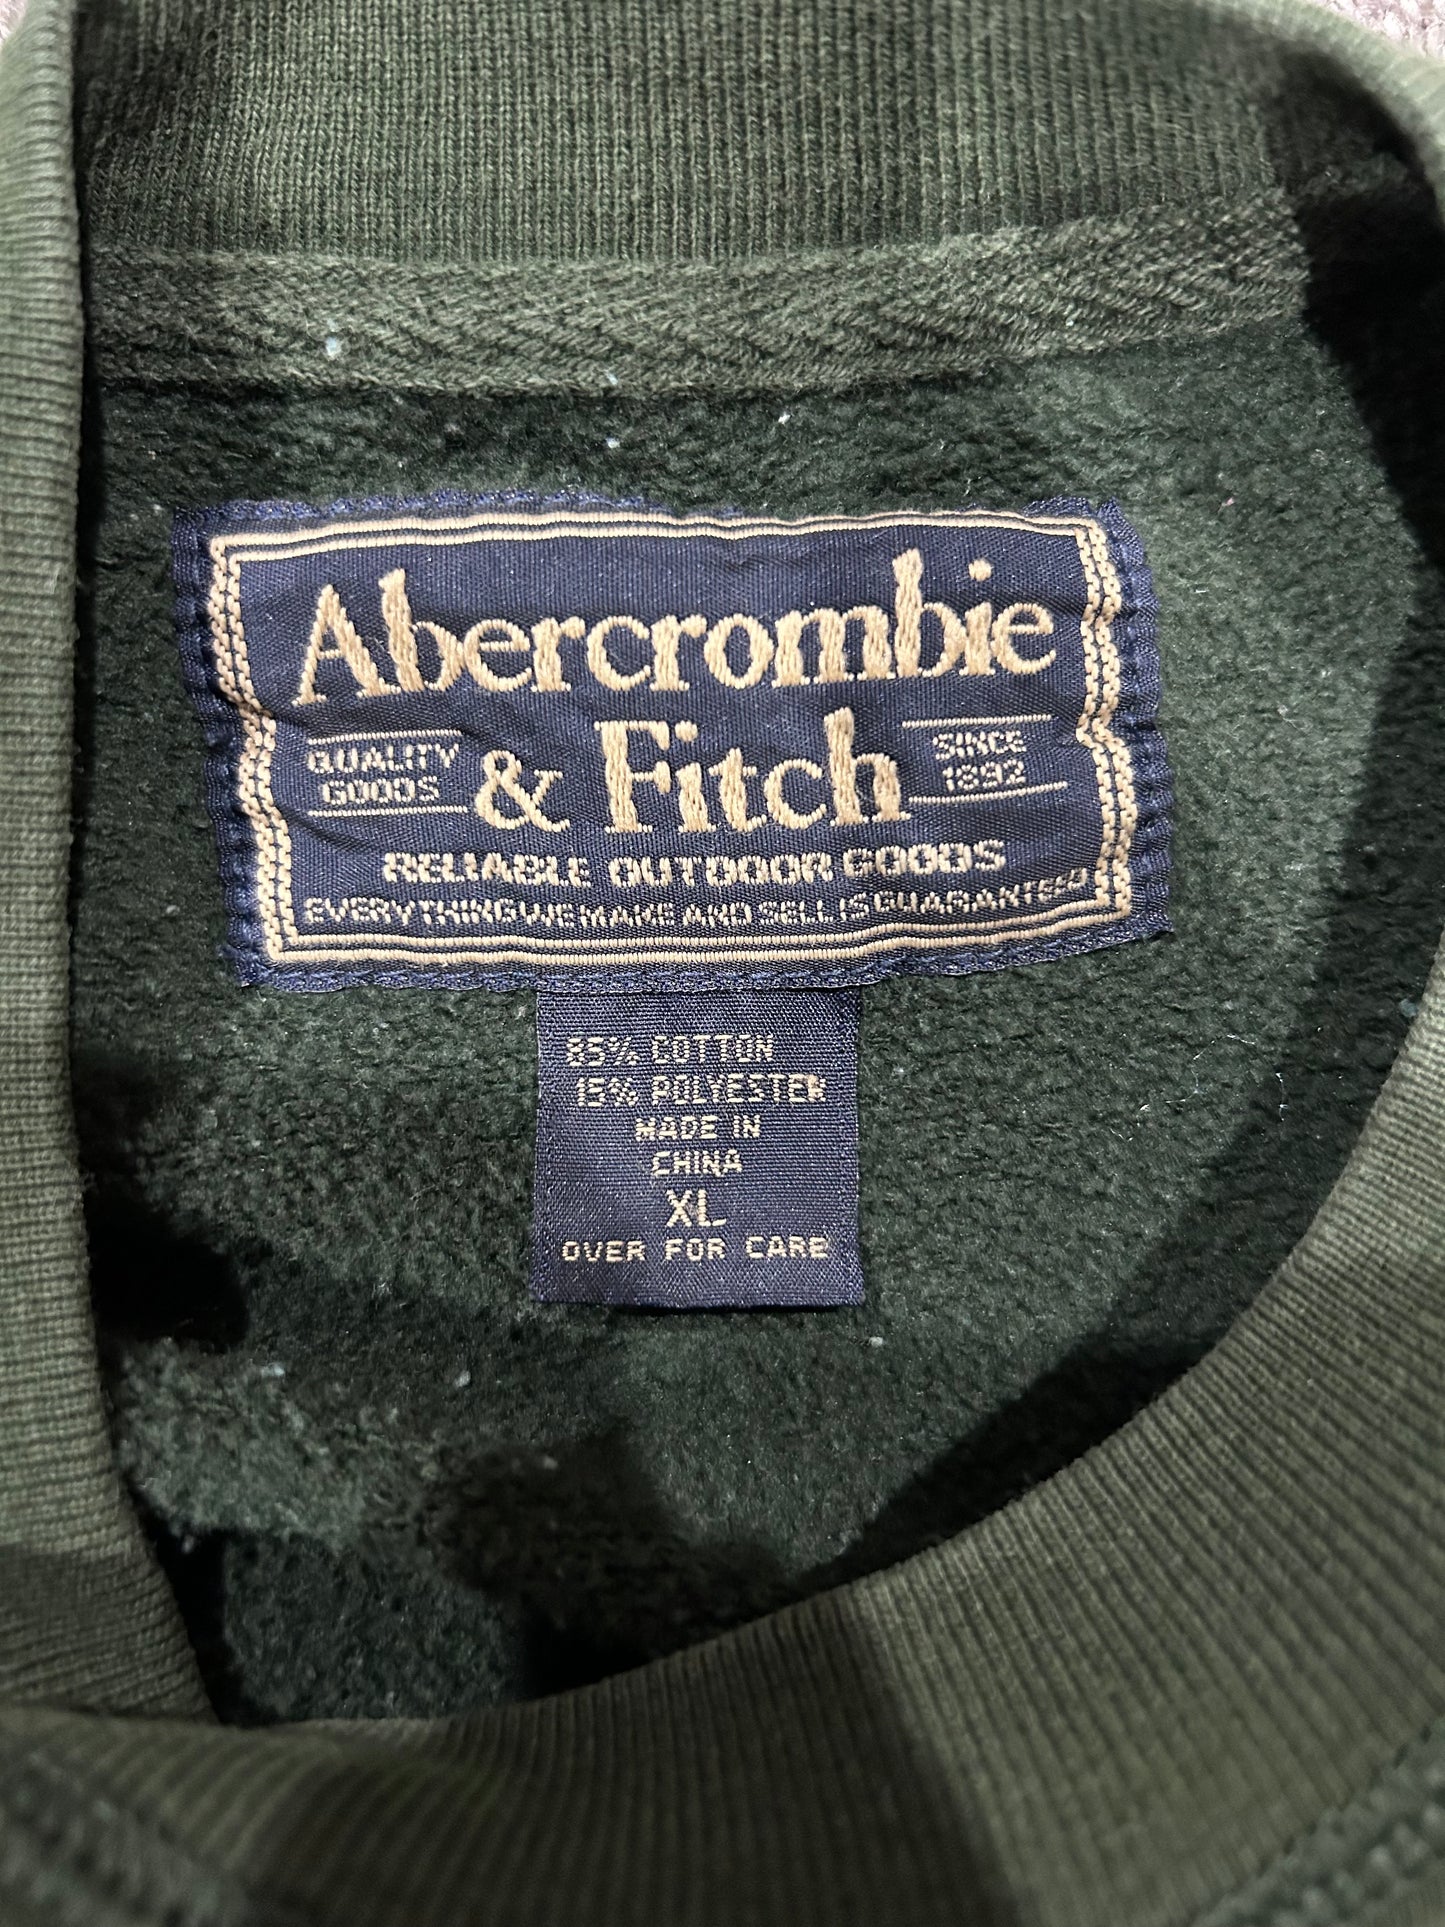 Abercrombie
& Fitch
QUALITY
GOODS
SINCE
1892
RELIABLE OUTDOOR GOODS
EVERYTHING WE MAKE AND SELL IS GUARANTEED
85% COTTON
15% POLYESTER
MADE IN
CHINA
XL
OVER FOR CARE